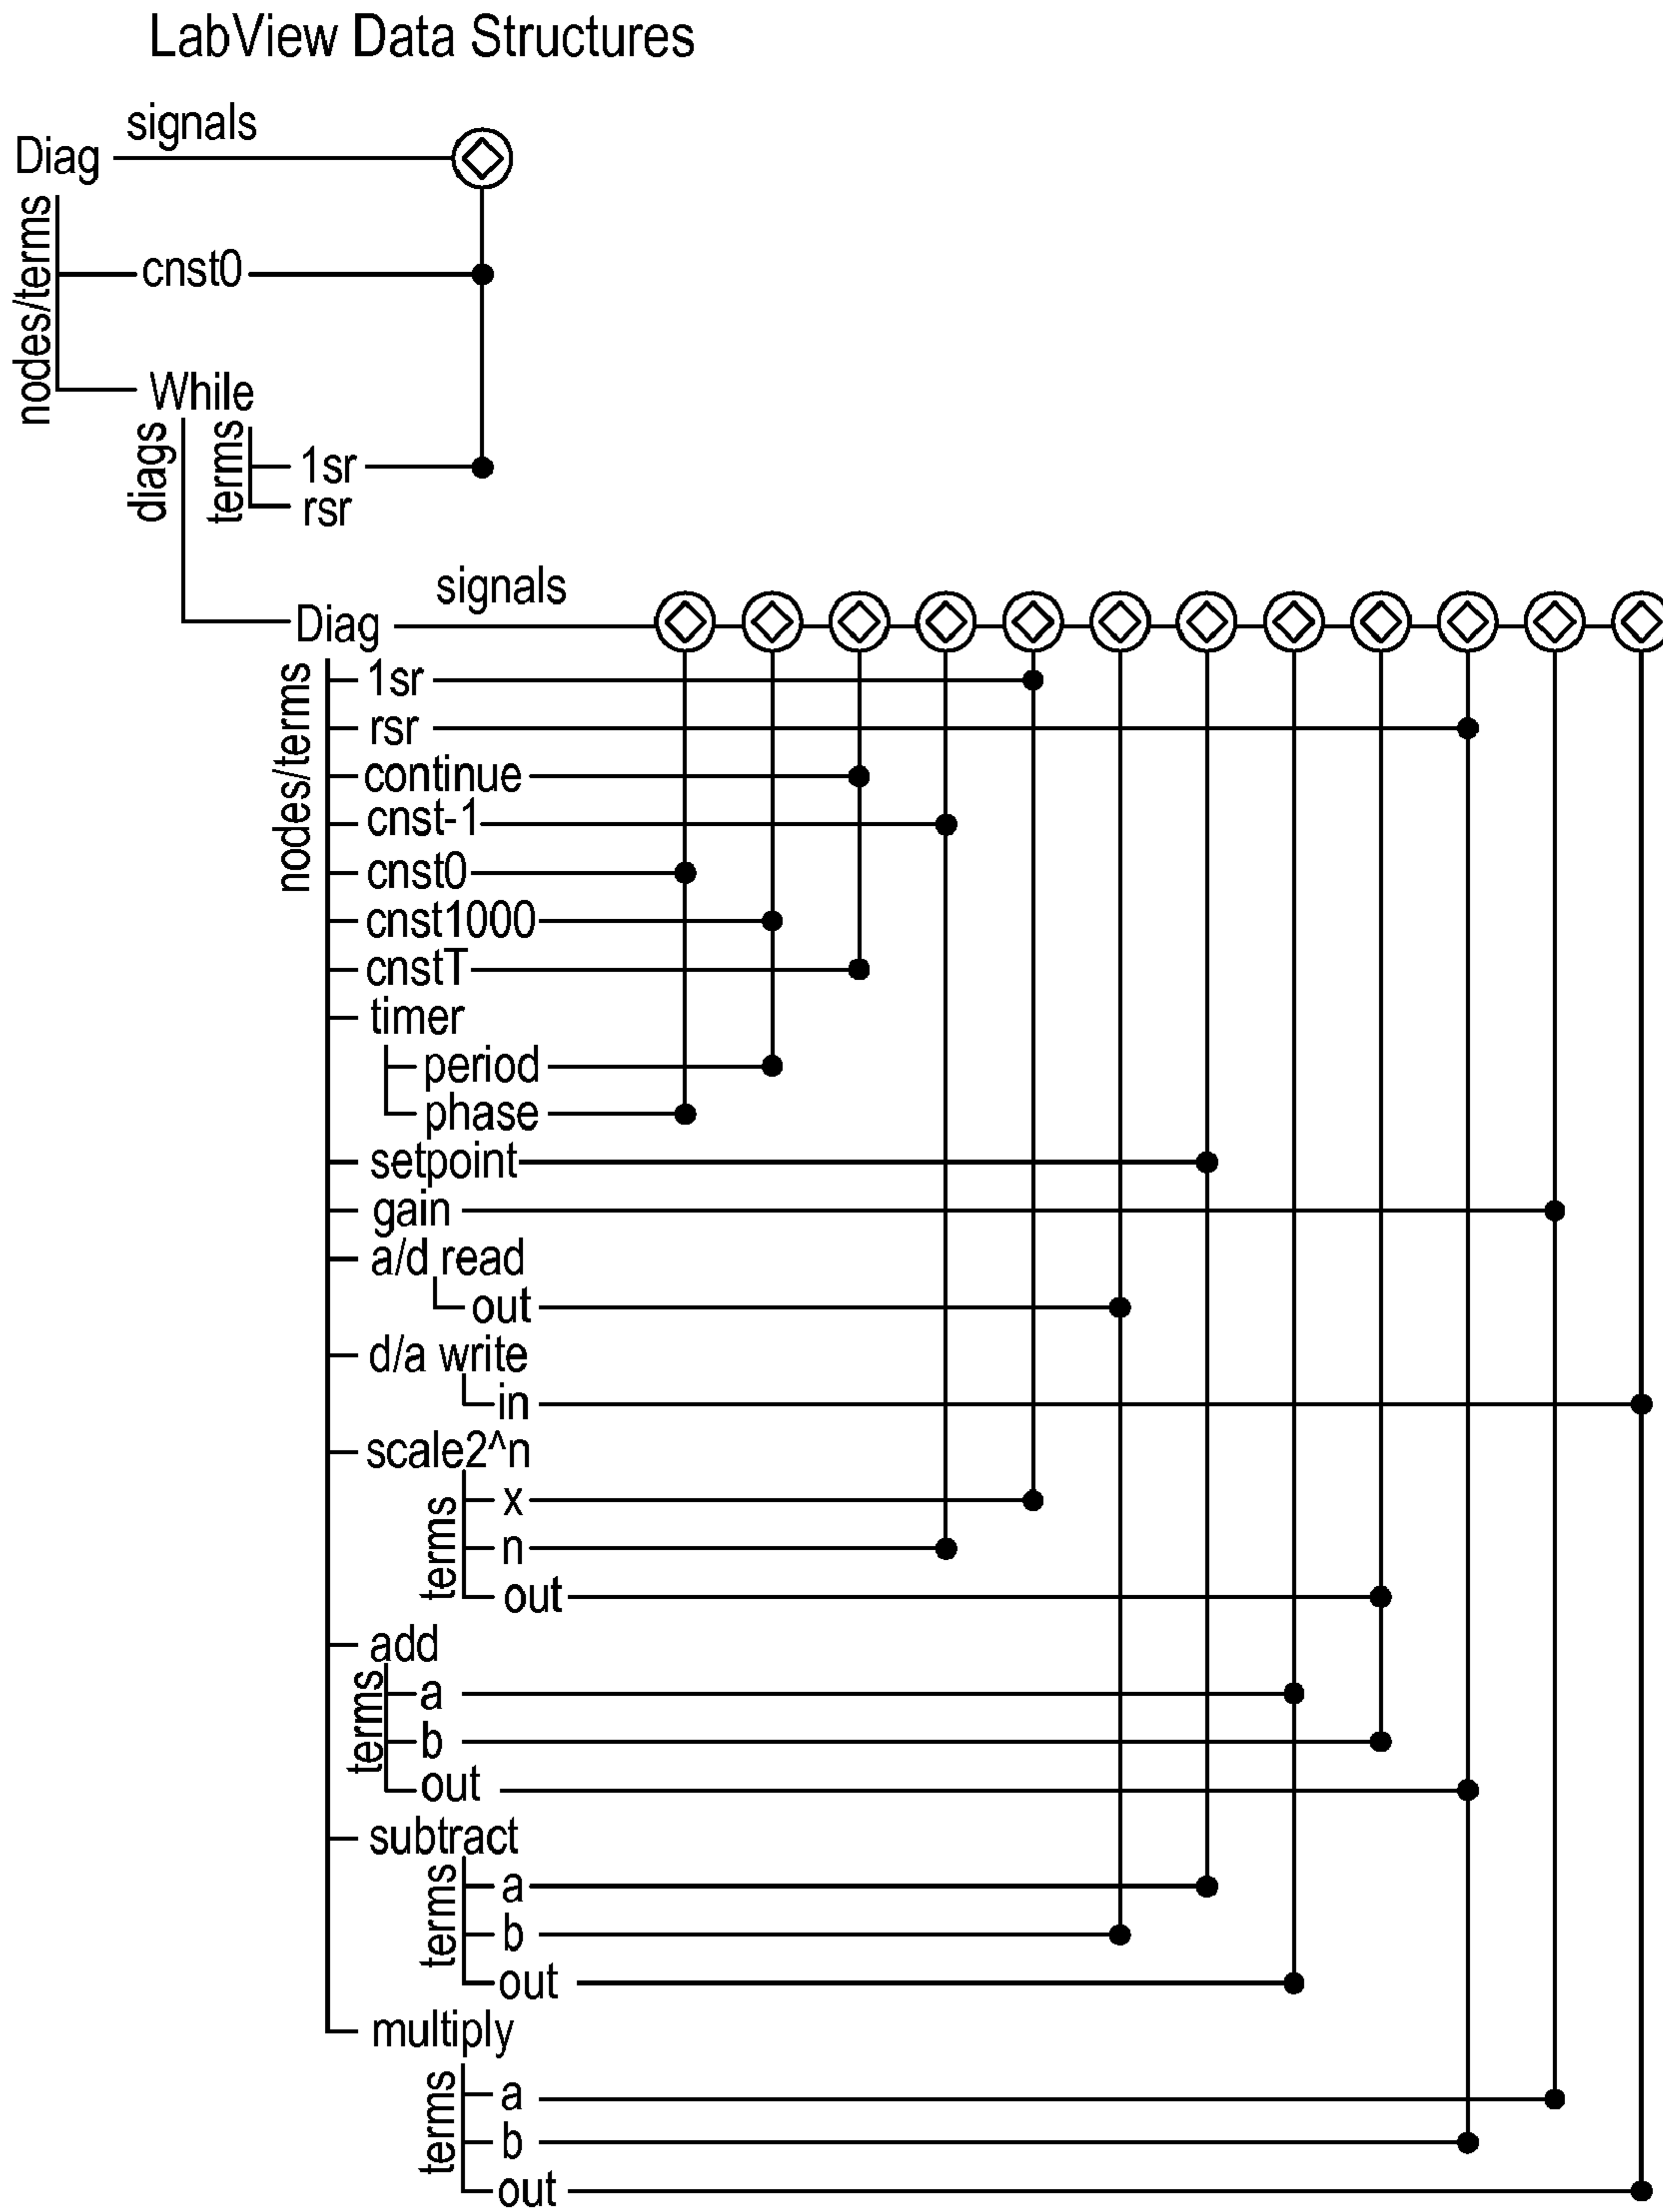 LabView Data Structures
signals
Diag
nodes/terms
cnst0
While
diags
terms
1sr
rsr
signals
Diag
nodes/terms
1sr
rsr
continue
cnst-1
cnst0
cnst1000
cnstT
timer
period
phase
setpoint
gain
a/d read
out
d/a write
in
scale2^n
terms
x
n
out
add
terms
a
b
out
subtract
terms
a
b
out
multiply
terms
a
b
out